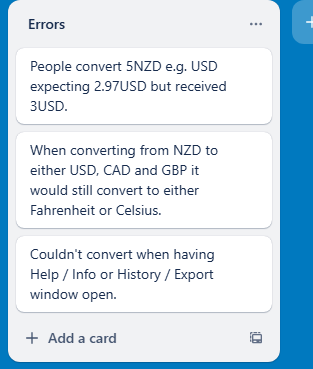 Errors
People convert 5NZD e.g. USD
expecting 2.97USD but received
3USD.
When converting from NZD to
either USD, CAD and GBP it
would still convert to either
Fahrenheit or Celsius.
Couldn't convert when having
Help / Info or History / Export
window open.
Add a card